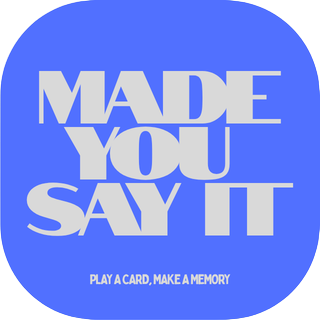 MADE
YOU
SAY IT
PLAY A CARD, MAKE A MEMORY